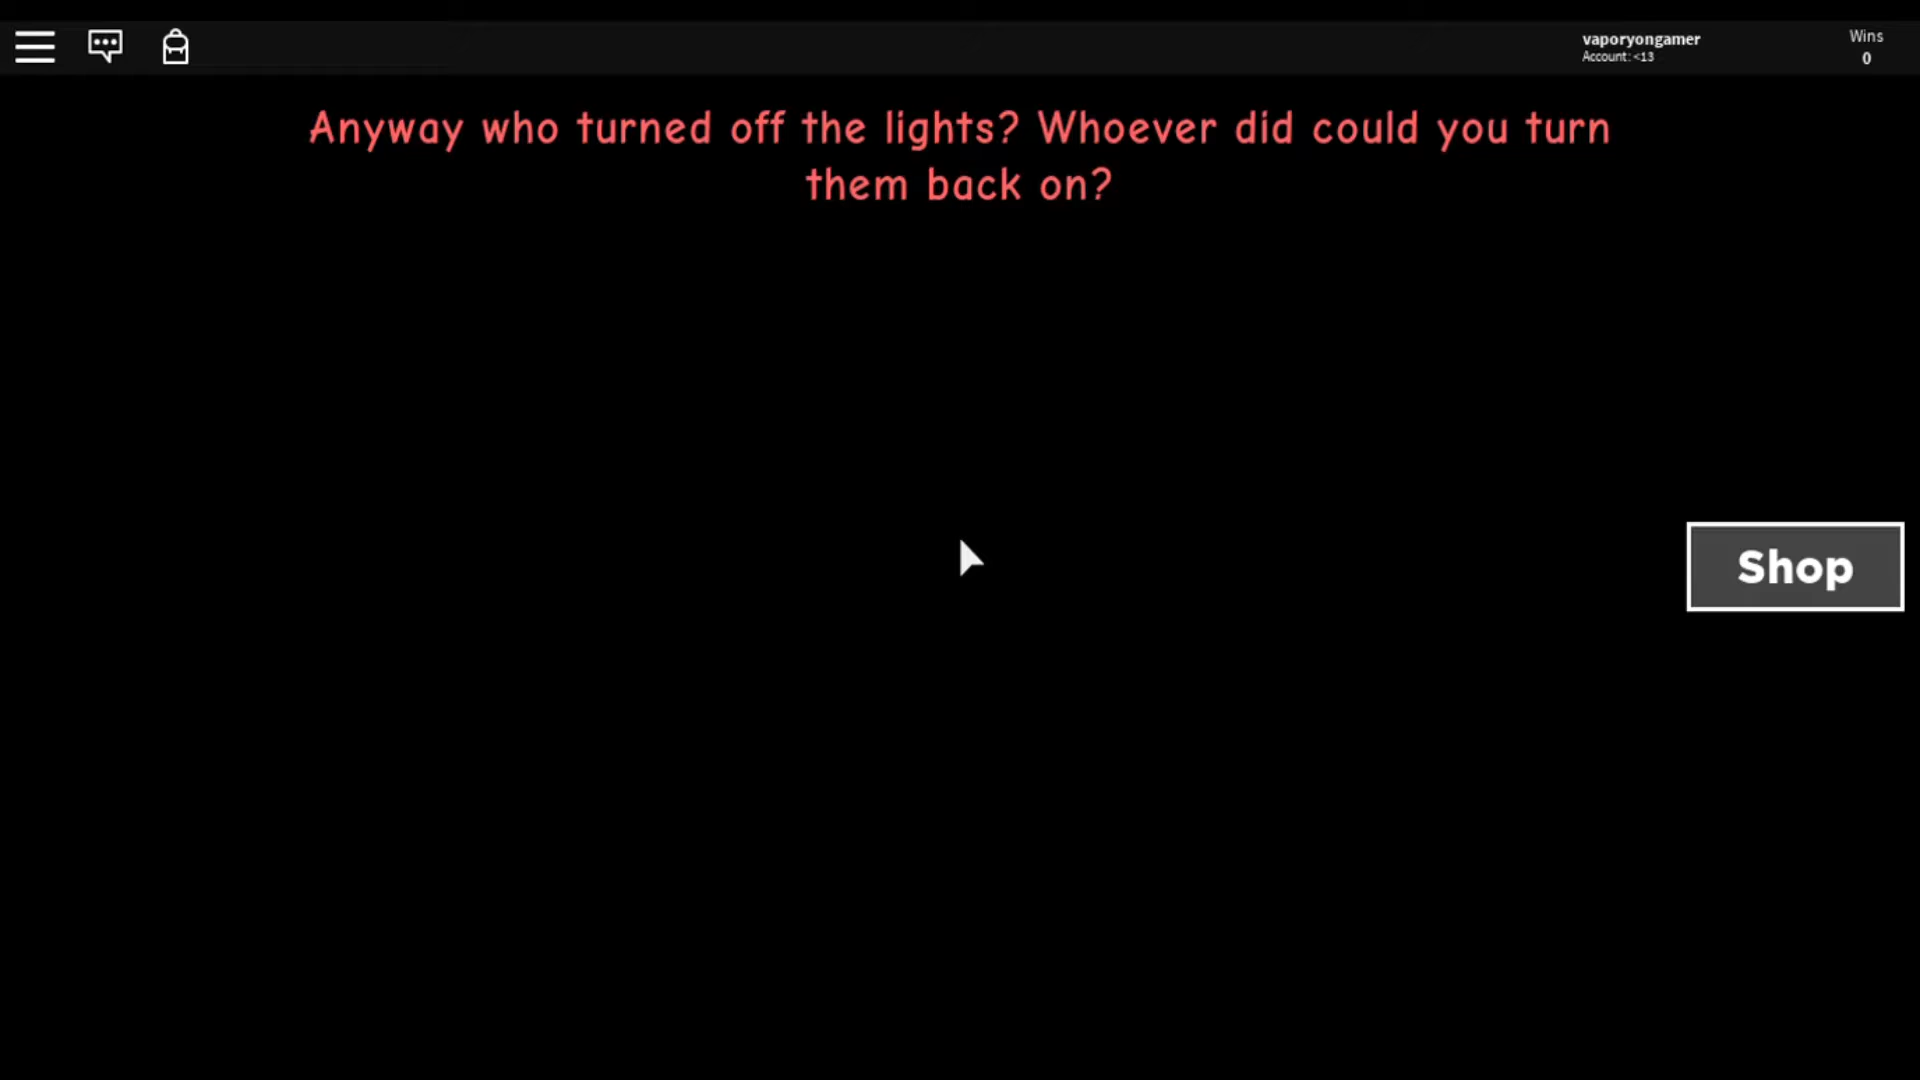 vaporyongamer
Account: <13
Wins
0
Anyway who turned off the lights? Whoever did could you turn
them back on?
Shop